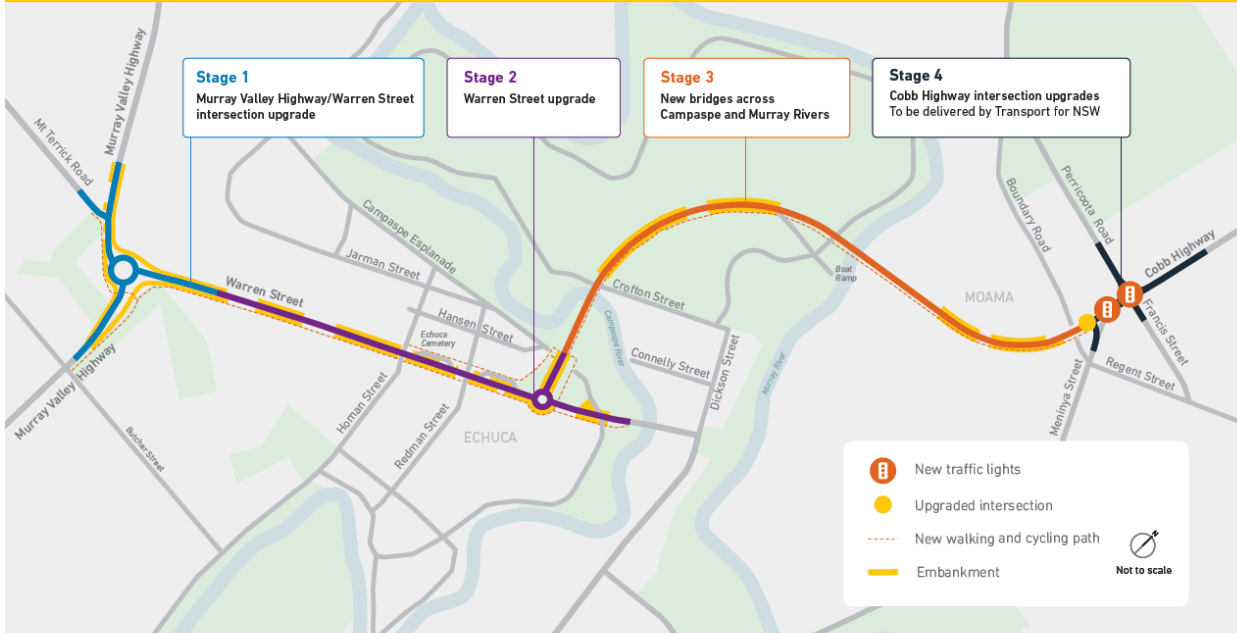 Stage 1
Murray Valley Highway/Warren Street
intersection upgrade
Stage 2
Warren Street upgrade
Stage 3
New bridges across
Campaspe and Murray Rivers
Stage 4
Cobb Highway intersection upgrades
To be delivered by Transport for NSW
Murray Valley Highway
Mt Terrick Road
Campaspe Esplanade
Jarman Street
Warren Street
Hansen Street
Echuca
Cemetery
Crofton Street
Campaspe River
Connelly Street
Dickson Street
Murray River
Boat
Ramp
Boundary Road
Perricoota Road
Cobb Highway
MOAMA
Francis Street
Regent Street
Meninya Street
Murray Valley Highway
Butcher Street
Homan Street
Redman Street
ECHUCA
New traffic lights
Upgraded intersection
New walking and cycling path
Embankment
N
Not to scale